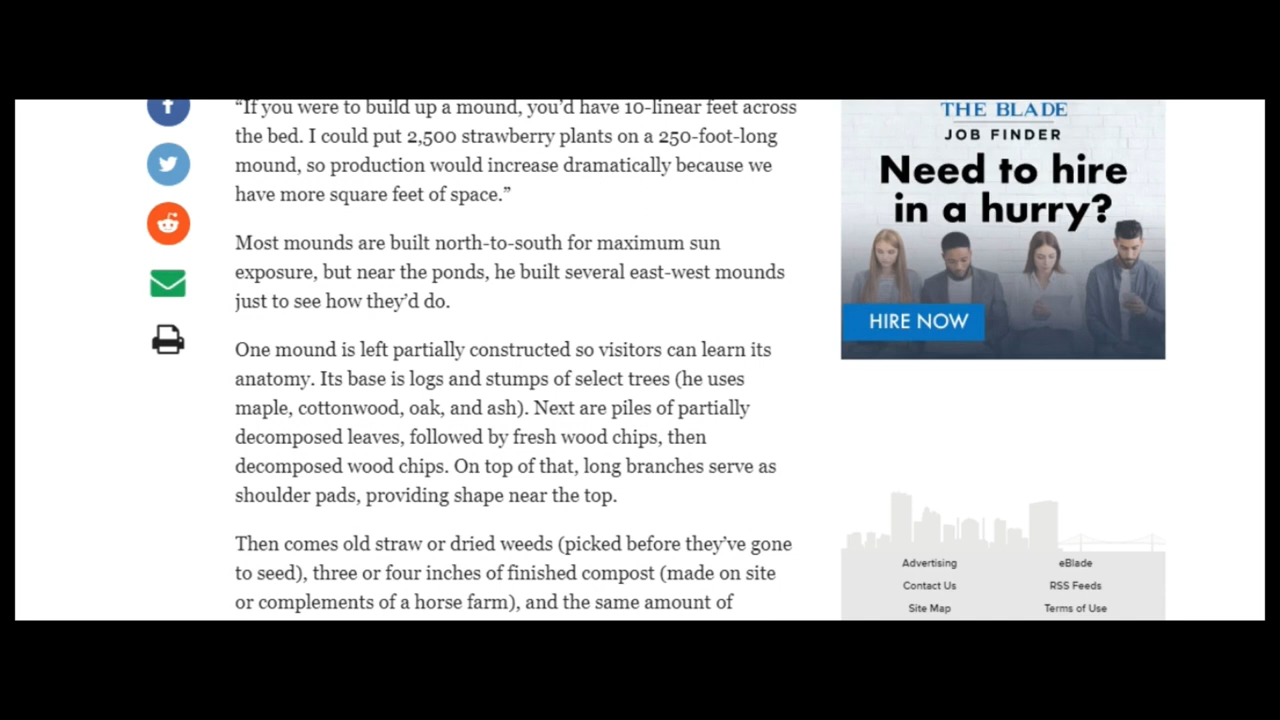 “If you were to build up a mound, you’d have 10-linear feet across
the bed. I could put 2,500 strawberry plants on a 250-foot-long
mound, so production would increase dramatically because we
have more square feet of space.”
Most mounds are built north-to-south for maximum sun
exposure, but near the ponds, he built several east-west mounds
just to see how they’d do.
One mound is left partially constructed so visitors can learn its
anatomy. Its base is logs and stumps of select trees (he uses
maple, cottonwood, oak, and ash). Next are piles of partially
decomposed leaves, followed by fresh wood chips, then
decomposed wood chips. On top of that, long branches serve as
shoulder pads, providing shape near the top.
Then comes old straw or dried weeds (picked before they’ve gone
to seed), three or four inches of finished compost (made on site
or complements of a horse farm), and the same amount of
THE BLADE
JOB FINDER
Need to hire
in a hurry?
HIRE NOW
Advertising
eBlade
Contact Us
RSS Feeds
Site Map
Terms of Use